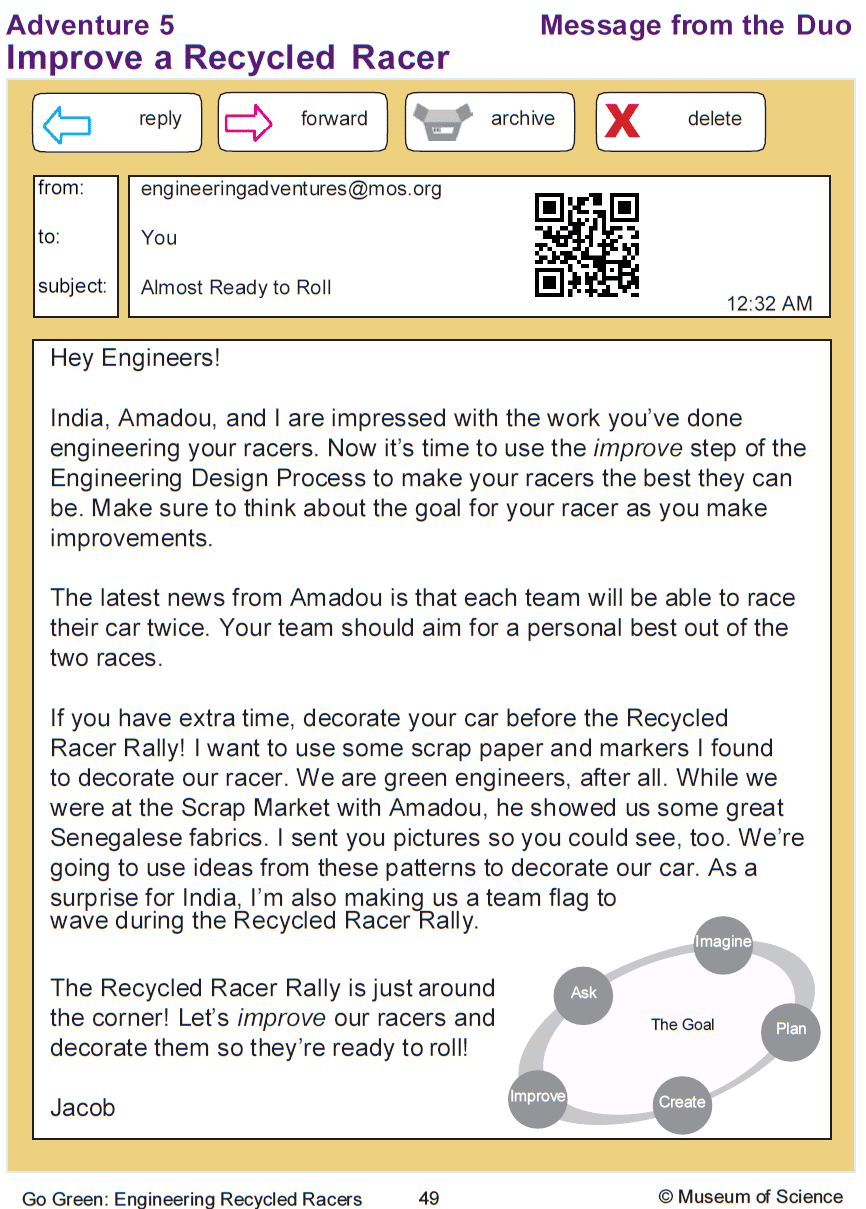 Adventure 5
Message from the Duo
Improve a Recycled Racer
reply
forward
archive
delete
from:
engineeringadventures@mos.org
to:
You
subject:
Almost Ready to Roll
12:32 AM
Hey Engineers!
India, Amadou, and I are impressed with the work you’ve done
engineering your racers. Now it’s time to use the improve step of the
Engineering Design Process to make your racers the best they can
be. Make sure to think about the goal for your racer as you make
improvements.
The latest news from Amadou is that each team will be able to race
their car twice. Your team should aim for a personal best out of the
two races.
If you have extra time, decorate your car before the Recycled
Racer Rally! I want to use some scrap paper and markers I found
to decorate our racer. We are green engineers, after all. While we
were at the Scrap Market with Amadou, he showed us some great
Senegalese fabrics. I sent you pictures so you could see, too. We’re
going to use ideas from these patterns to decorate our car. As a
surprise for India, I’m also making us a team flag to
wave during the Recycled Racer Rally.
The Recycled Racer Rally is just around
the corner! Let’s improve our racers and
decorate them so they’re ready to roll!
Jacob
Imagine
Ask
The Goal
Plan
Improve
Create
Go Green: Engineering Recycled Racers
49
© Museum of Science